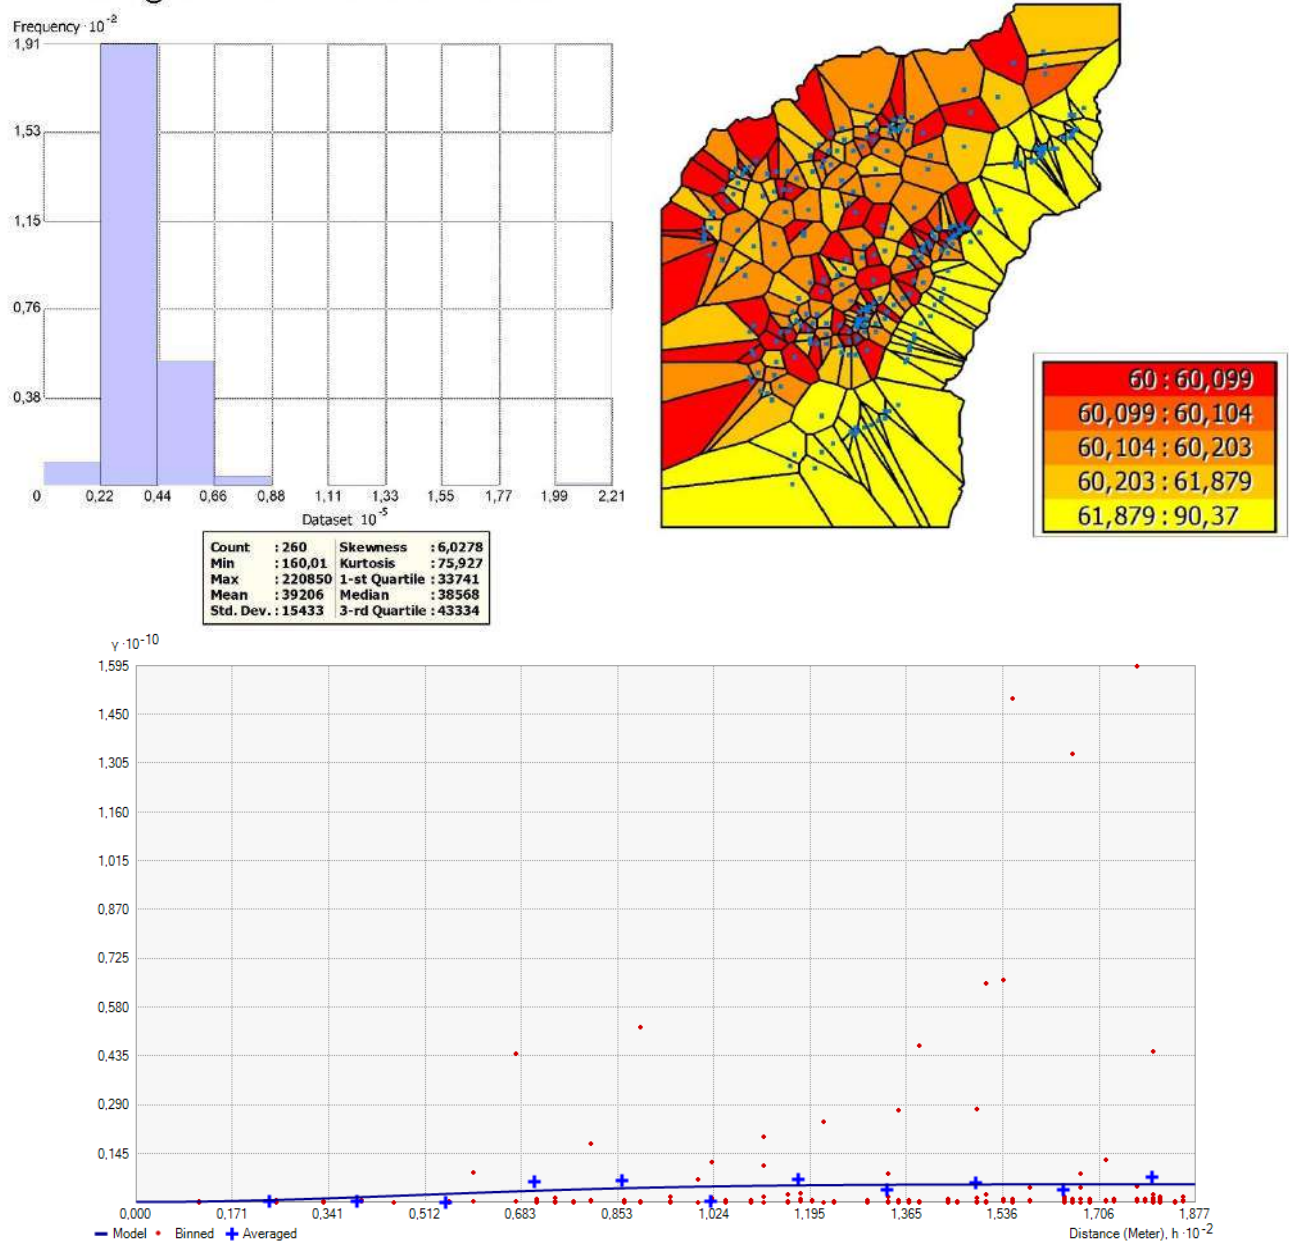 Frequency · 10⁻²
1,91
1,53
1,15
0,76
0,38
0 0,22 0,44 0,66 0,88 1,11 1,33 1,55 1,77 1,99 2,21
Dataset · 10⁻⁵
Count : 260 Skewness : 6,0278
Min : 160,01 Kurtosis : 75,927
Max : 220850 1-st Quartile : 33741
Mean : 39206 Median : 38568
Std. Dev. : 15433 3-rd Quartile : 43334
60 : 60,099
60,099 : 60,104
60,104 : 60,203
60,203 : 61,879
61,879 : 90,37
γ · 10⁻¹⁰
1,595
1,450
1,305
1,160
1,015
0,870
0,725
0,580
0,435
0,290
0,145
0,000 0,171 0,341 0,512 0,683 0,853 1,024 1,195 1,365 1,536 1,706 1,877
Model Binned Averaged
Distance (Meter), h · 10⁻²